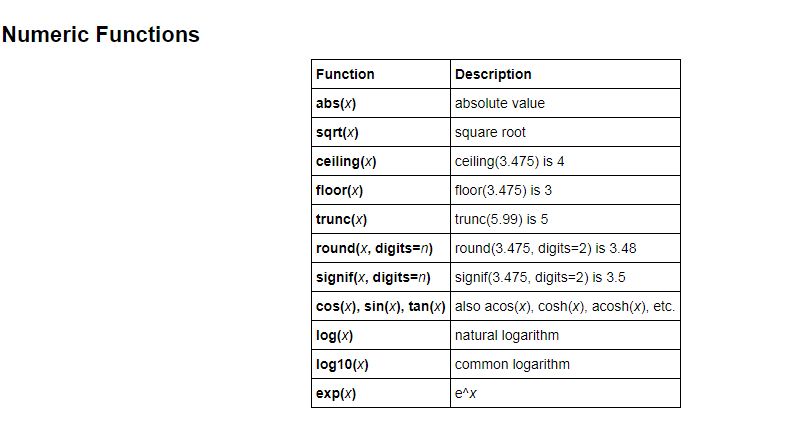 Numeric Functions
Function Description
abs(x) absolute value
sqrt(x) square root
ceiling(x) ceiling(3.475) is 4
floor(x) floor(3.475) is 3
trunc(x) trunc(5.99) is 5
round(x, digits=n) round(3.475, digits=2) is 3.48
signif(x, digits=n) signif(3.475, digits=2) is 3.5
cos(x), sin(x), tan(x) also acos(x), cosh(x), acosh(x), etc.
log(x) natural logarithm
log10(x) common logarithm
exp(x) e^x